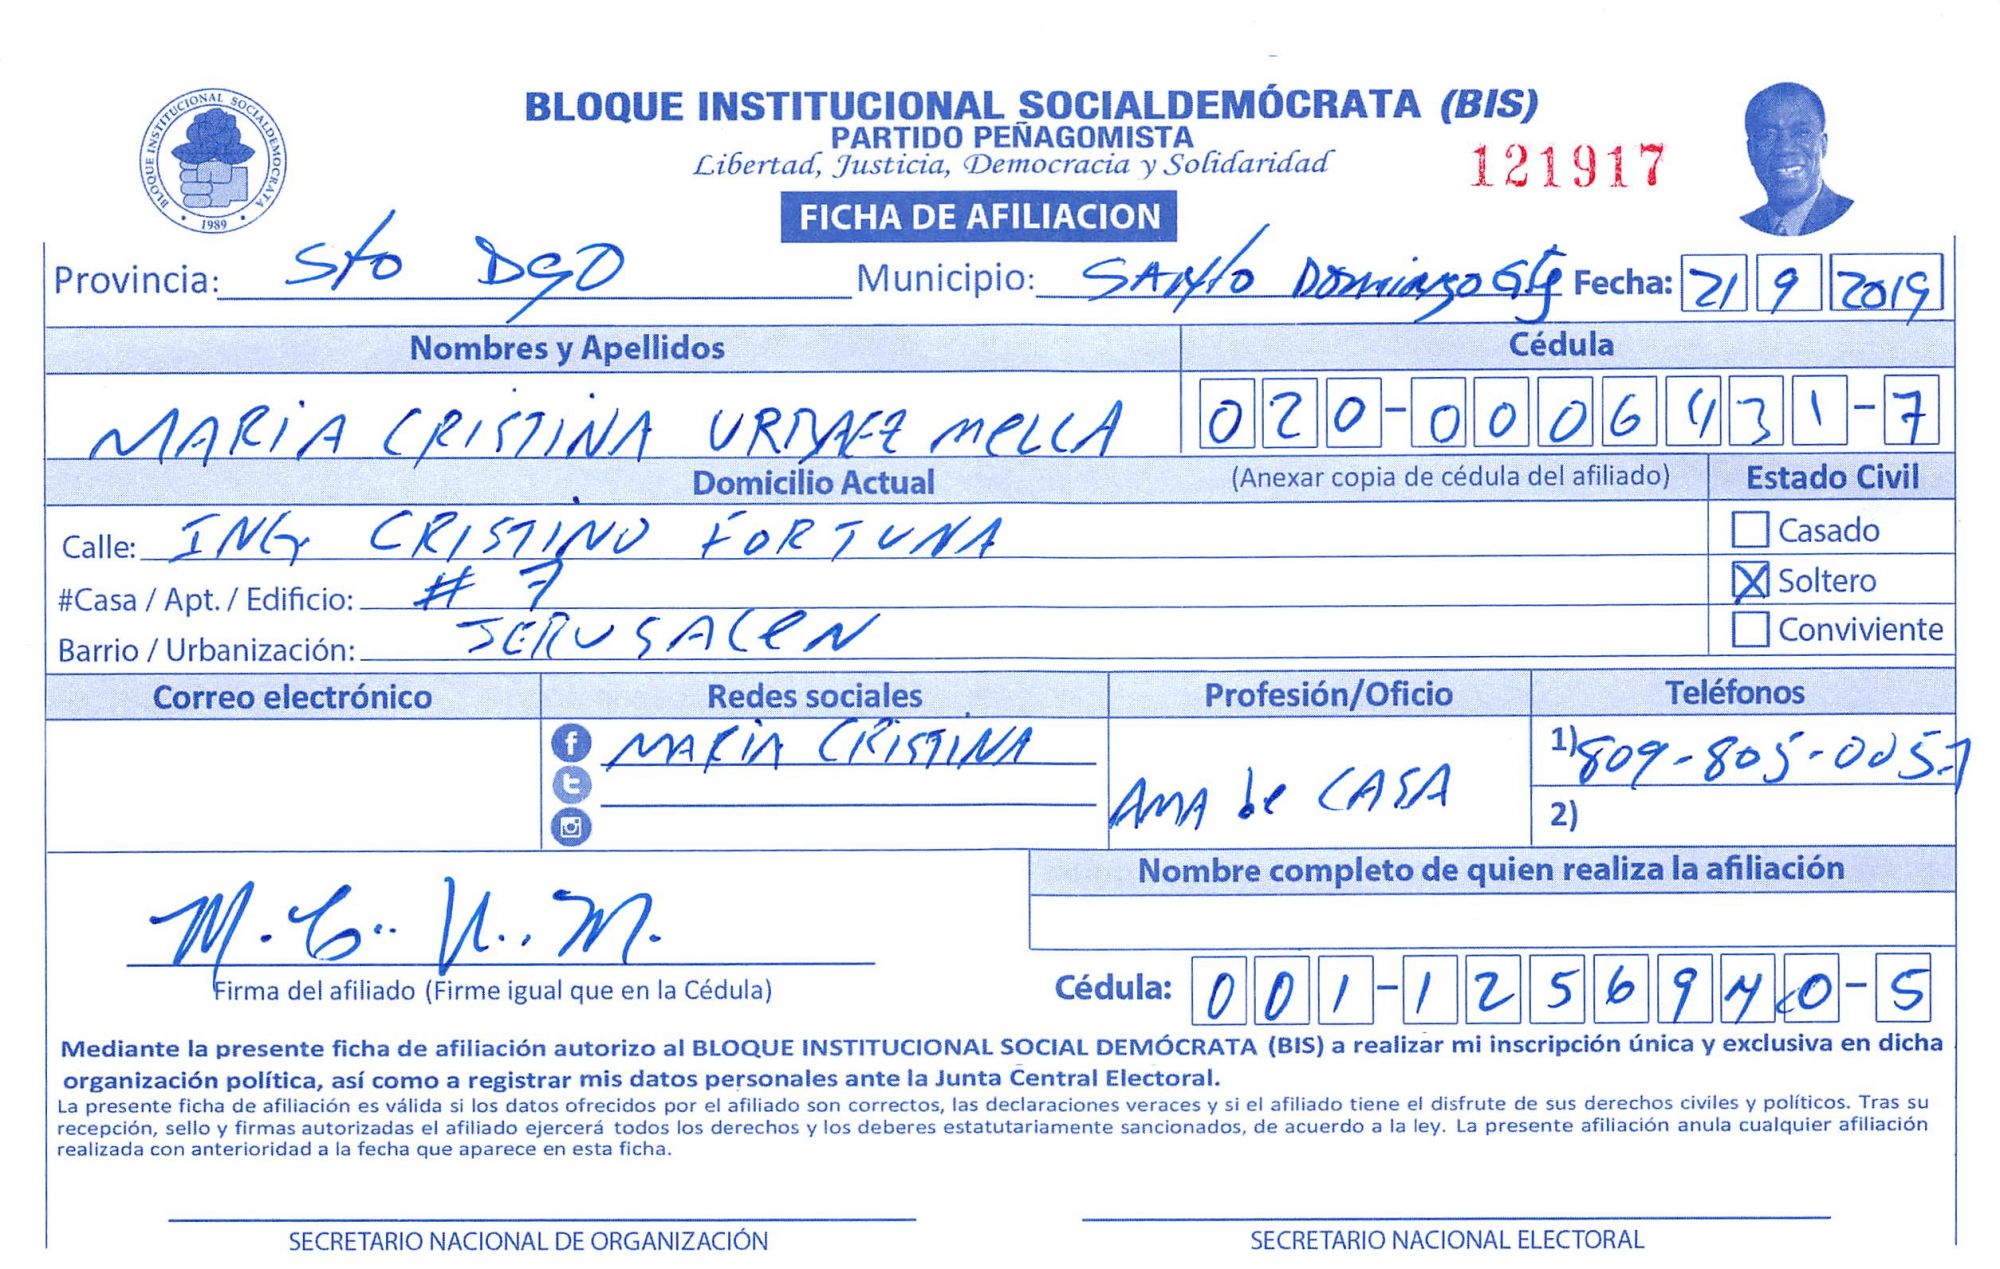 BLOQUE INSTITUCIONAL SOCIALDEMOCRATA
1989
BLOQUE INSTITUCIONAL SOCIALDEMÓCRATA (BIS)
PARTIDO PEÑAGOMISTA
Libertad, Justicia, Democracia y Solidaridad
121917
FICHA DE AFILIACION
Provincia: Sto Dgo Municipio: SANto Domingo Este Fecha: 21 9 2019
Nombres y Apellidos Cédula
MARIA CRISTINA URBAEZ MELLA 020-0006431-7
Domicilio Actual (Anexar copia de cédula del afiliado) Estado Civil
Calle: ING CRISTINO FORTUNA Casado
#Casa / Apt. / Edificio: # 7 X Soltero
Barrio / Urbanización: JERUSALEN Conviviente
Correo electrónico Redes sociales Profesión/Oficio Teléfonos
MARIA CRISTINA AMA de CASA 1) 809-805-0057
2)
Nombre completo de quien realiza la afiliación
M. C.. U.. M.
Firma del afiliado (Firme igual que en la Cédula) Cédula: 001-1256940-5
Mediante la presente ficha de afiliación autorizo al BLOQUE INSTITUCIONAL SOCIAL DEMÓCRATA (BIS) a realizar mi inscripción única y exclusiva en dicha
organización política, así como a registrar mis datos personales ante la Junta Central Electoral.
La presente ficha de afiliación es válida si los datos ofrecidos por el afiliado son correctos, las declaraciones veraces y si el afiliado tiene el disfrute de sus derechos civiles y políticos. Tras su
recepción, sello y firmas autorizadas el afiliado ejercerá todos los derechos y los deberes estatutariamente sancionados, de acuerdo a la ley. La presente afiliación anula cualquier afiliación
realizada con anterioridad a la fecha que aparece en esta ficha.
SECRETARIO NACIONAL DE ORGANIZACIÓN SECRETARIO NACIONAL ELECTORAL